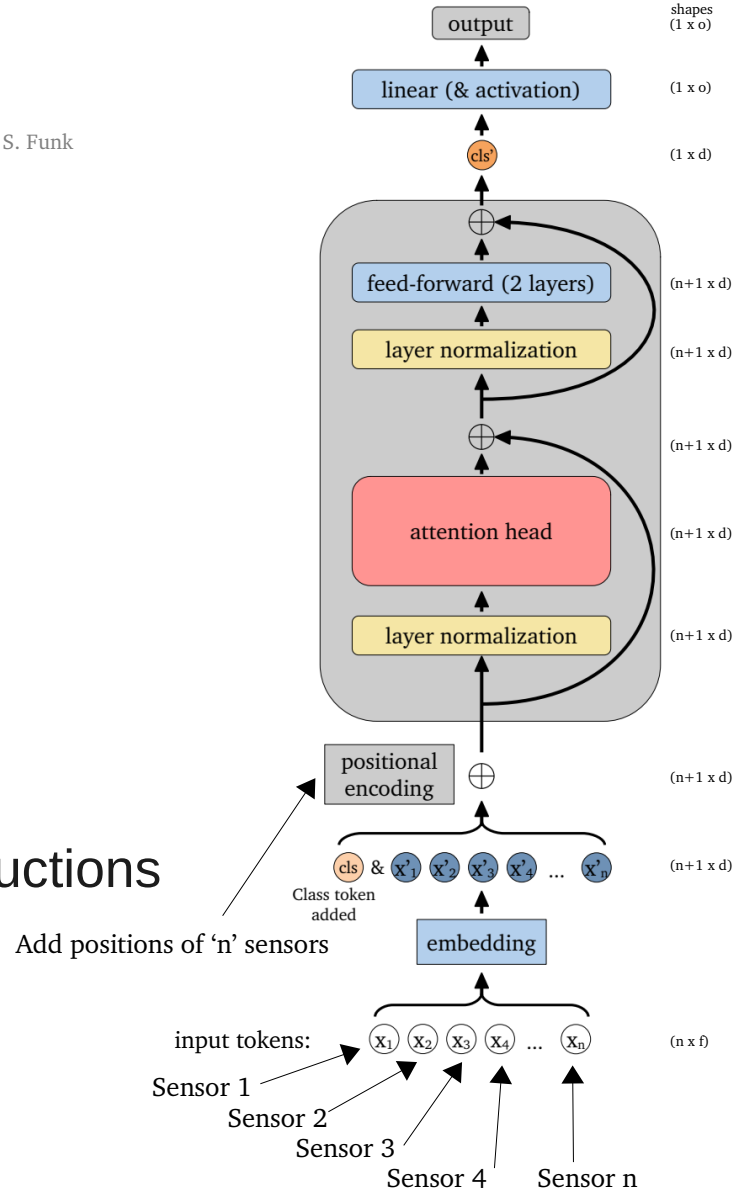 shapes
output
(1 x o)
linear (& activation)
(1 x o)
S. Funk
cls'
(1 x d)
feed-forward (2 layers)
(n+1 x d)
layer normalization
(n+1 x d)
(n+1 x d)
attention head
(n+1 x d)
layer normalization
(n+1 x d)
positional
encoding
(n+1 x d)
uctions
cls & x'1 x'2 x'3 x'4 ... x'n
(n+1 x d)
Class token
added
Add positions of ‘n’ sensors
embedding
input tokens:
x1 x2 x3 x4 ... xn
(n x f)
Sensor 1
Sensor 2
Sensor 3
Sensor 4
Sensor n